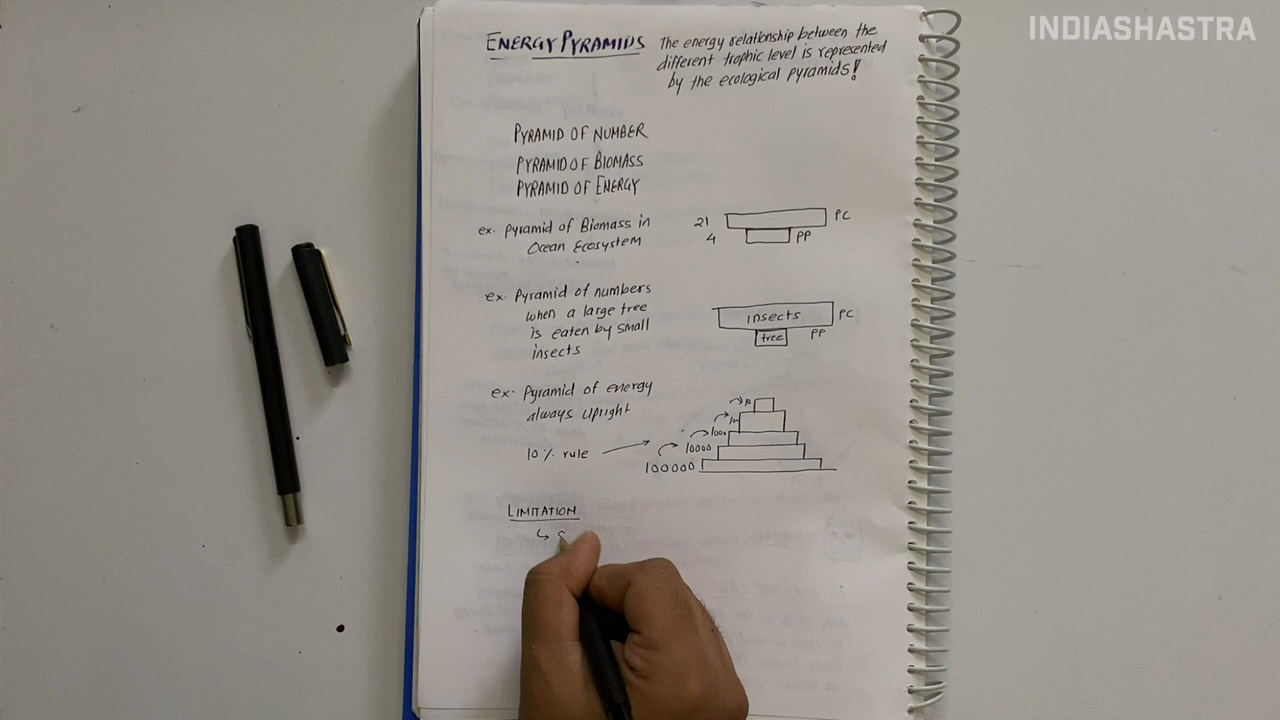 INDIASHASTRA
ENERGY PYRAMIDS
The energy relationship between the
different trophic level is represented
by the ecological pyramids!
PYRAMID OF NUMBER
PYRAMID OF BIOMASS
PYRAMID OF ENERGY
ex. pyramid of Biomass in
Ocean Ecosystem
21 PC
4 PP
ex. Pyramid of numbers
when a large tree
is eaten by small
insects
insects PC
tree PP
ex. Pyramid of energy
always upright
10% rule
10
100
1000
10000
100000
LIMITATION